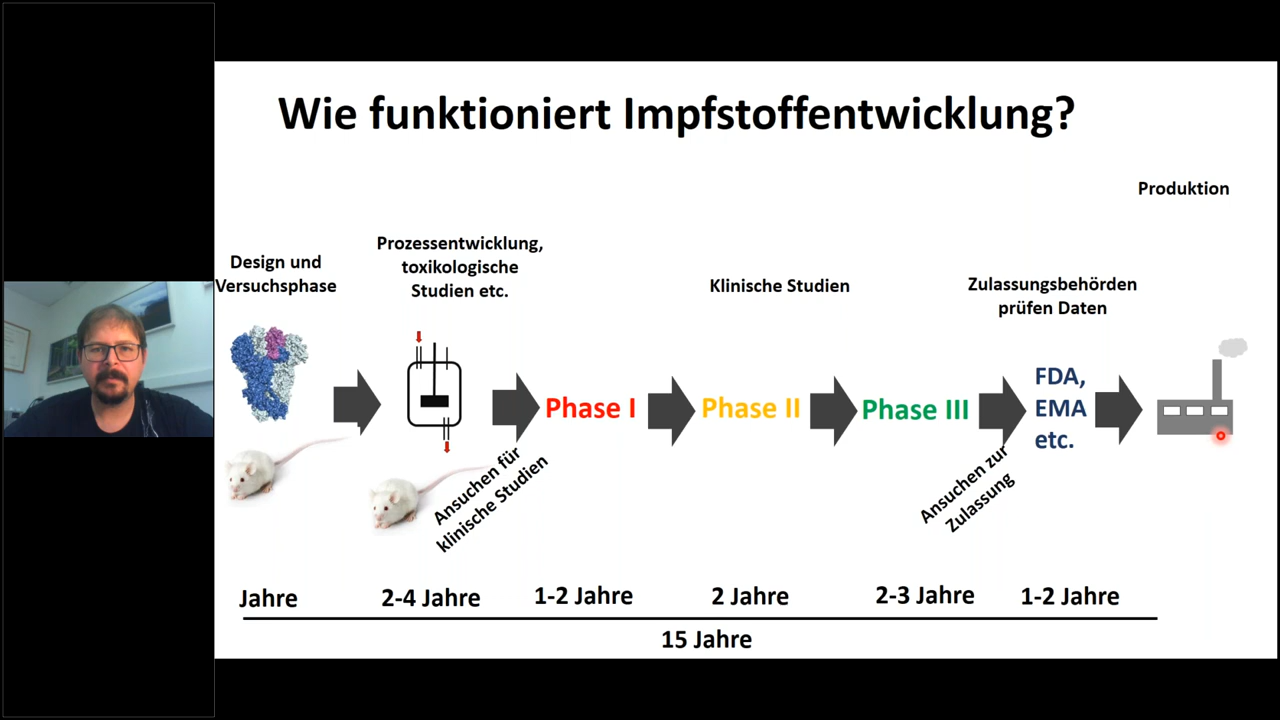 Wie funktioniert Impfstoffentwicklung?
Produktion
Design und
Versuchsphase
Prozessentwicklung,
toxikologische
Studien etc.
Klinische Studien
Zulassungsbehörden
prüfen Daten
Phase I
Phase II
Phase III
FDA,
EMA
etc.
Ansuchen für
klinische Studien
Ansuchen zur
Zulassung
Jahre
2-4 Jahre
1-2 Jahre
2 Jahre
2-3 Jahre
1-2 Jahre
15 Jahre